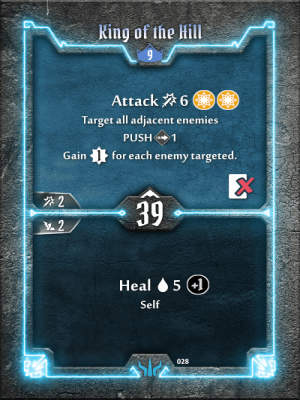 King of the Hill
9
Attack 6
Target all adjacent enemies
PUSH 1
Gain 1 for each enemy targeted.
2
39
2
Heal 5 +1
Self
028